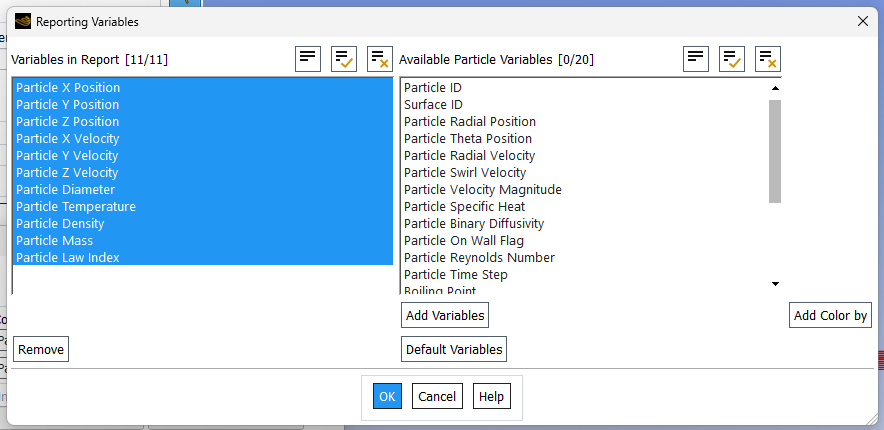 Reporting Variables
Variables in Report [11/11]
Available Particle Variables [0/20]
Particle X Position
Particle Y Position
Particle Z Position
Particle X Velocity
Particle Y Velocity
Particle Z Velocity
Particle Diameter
Particle Temperature
Particle Density
Particle Mass
Particle Law Index
Particle ID
Surface ID
Particle Radial Position
Particle Theta Position
Particle Radial Velocity
Particle Swirl Velocity
Particle Velocity Magnitude
Particle Specific Heat
Particle Binary Diffusivity
Particle On Wall Flag
Particle Reynolds Number
Particle Time Step
Boiling Point
Add Variables
Add Color by
Remove
Default Variables
OK
Cancel
Help